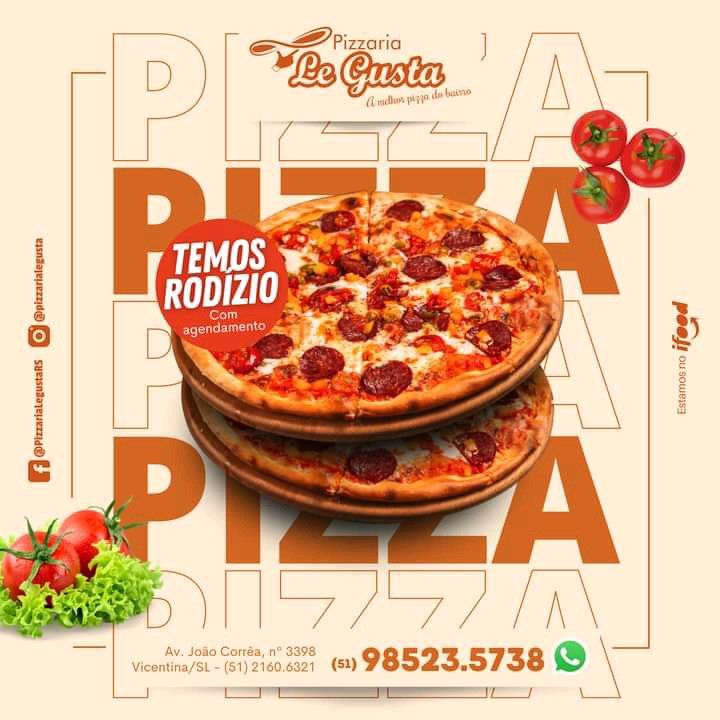 PIZZA
Pizzaria
Le Gusta
A melhor pizza do bairro
PIZZA
TEMOS
RODÍZIO
Com
agendamento
PIZZA
@pizzarialegusta
@PizzariaLegustaRS
Estamos no ifood
PIZZA
PIZZA
Av. João Corrêa, nº 3398
Vicentina/SL - (51) 2160.6321
(51) 98523.5738